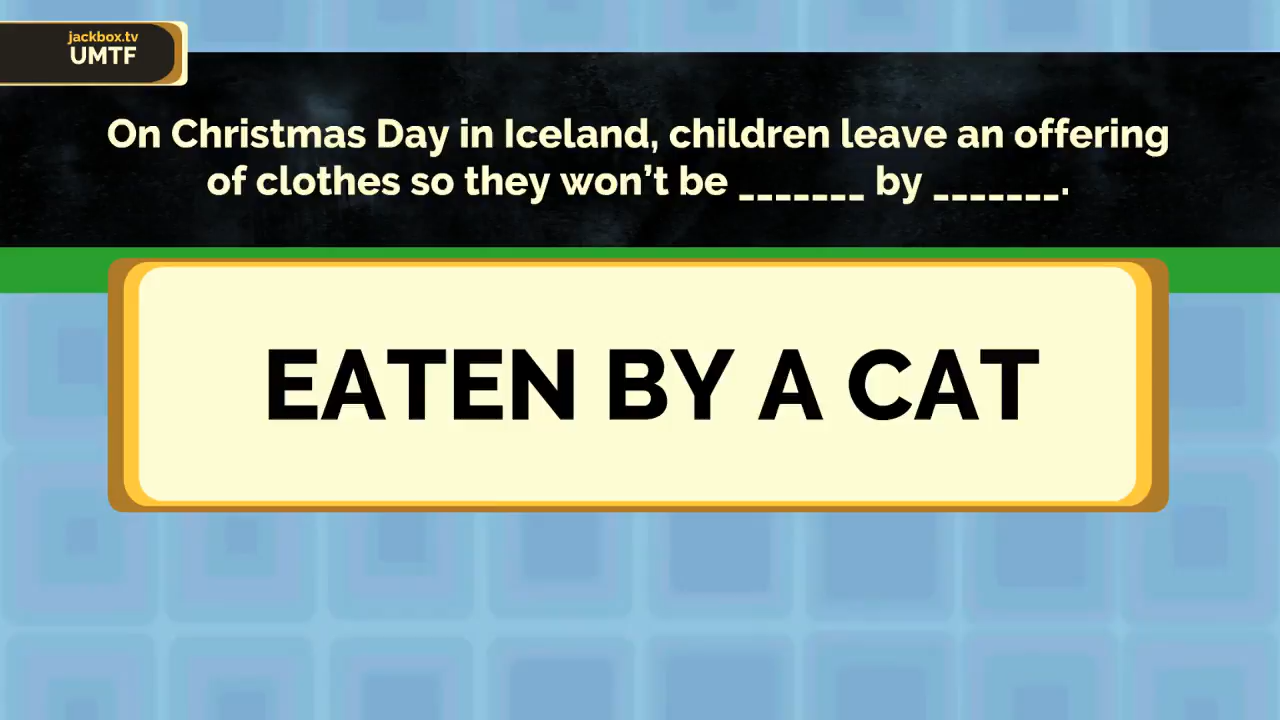 jackbox.tv
UMTF
On Christmas Day in Iceland, children leave an offering
of clothes so they won’t be _______ by _______.
EATEN BY A CAT